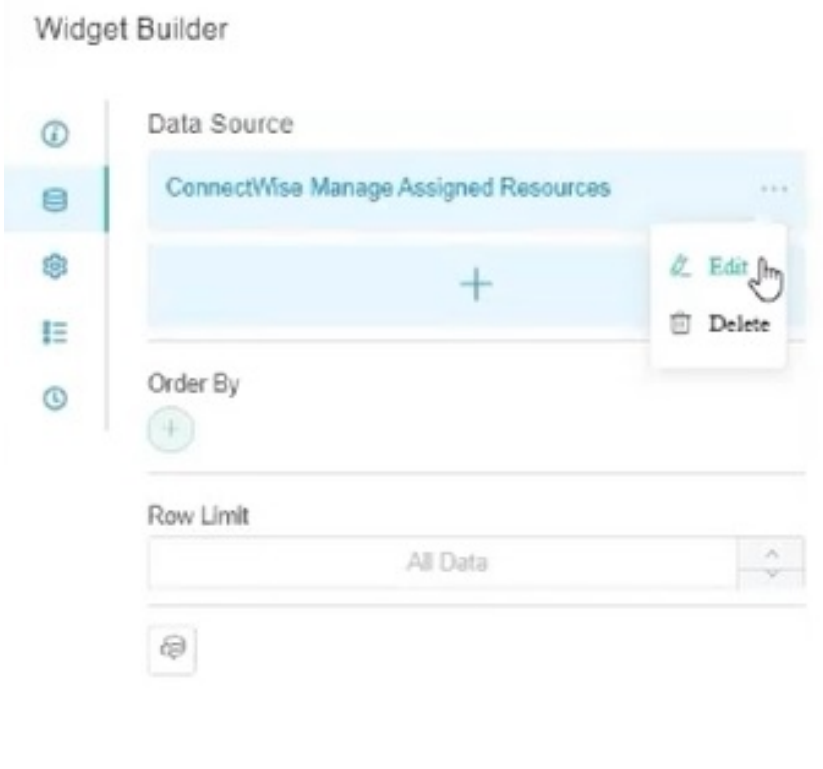 Widget Builder
Data Source
ConnectWise Manage Assigned Resources
Edit
Delete
Order By
Row Limit
All Data